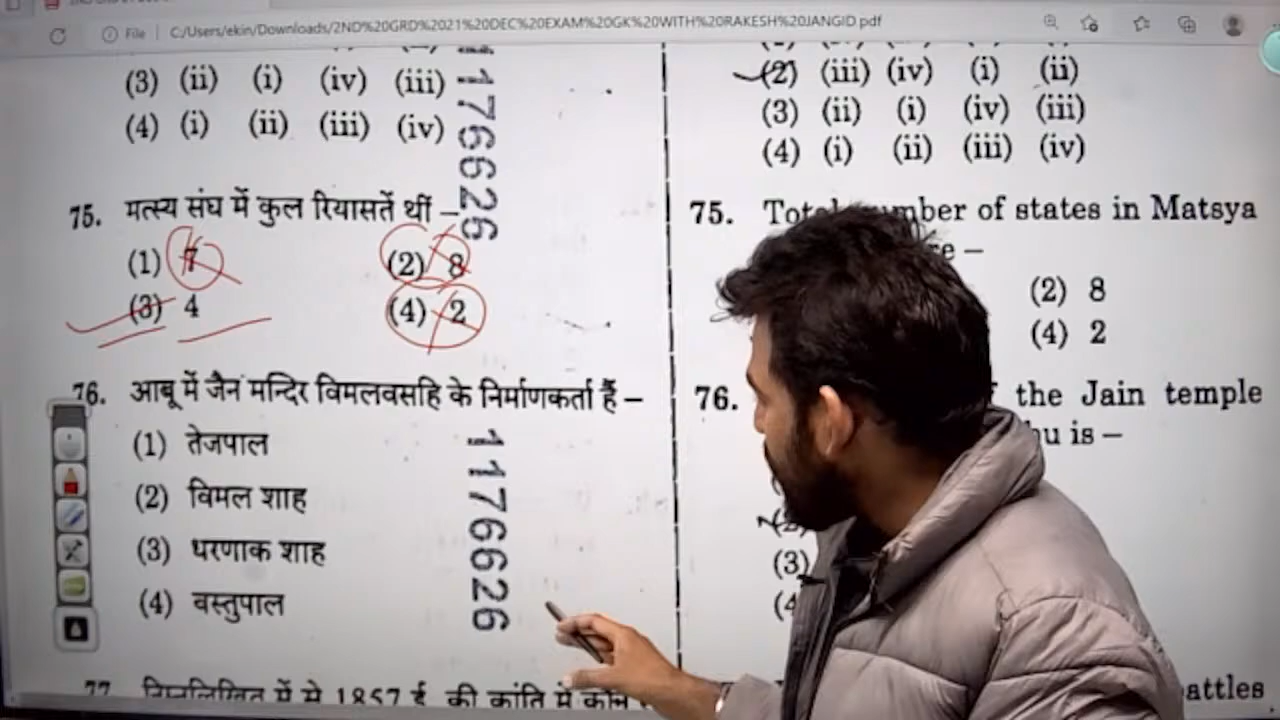 File
C:/Users/ekin/Downloads/2ND%20GRD%202021%20DEC%20EXAM%20GK%20WITH%20RAKESH%20JANGID.pdf
(3) (ii) (i) (iv) (iii)
(4) (i) (ii) (iii) (iv)
75. मत्स्य संघ में कुल रियासतें थीं –
(1) 7 (2) 8
(3) 4 (4) 2
76. आबू में जैन मन्दिर विमलवसहि के निर्माणकर्ता हैं –
(1) तेजपाल
(2) विमल शाह
(3) धरणाक शाह
(4) वस्तुपाल
77 निम्नलिखित में से 1857 ई. की क्रांति में कौन
1176626
1176626
(2) (iii) (iv) (i) (ii)
(3) (ii) (i) (iv) (iii)
(4) (i) (ii) (iii) (iv)
75. Total number of states in Matsya
–
(2) 8
(4) 2
76. the Jain temple
is –
(3)